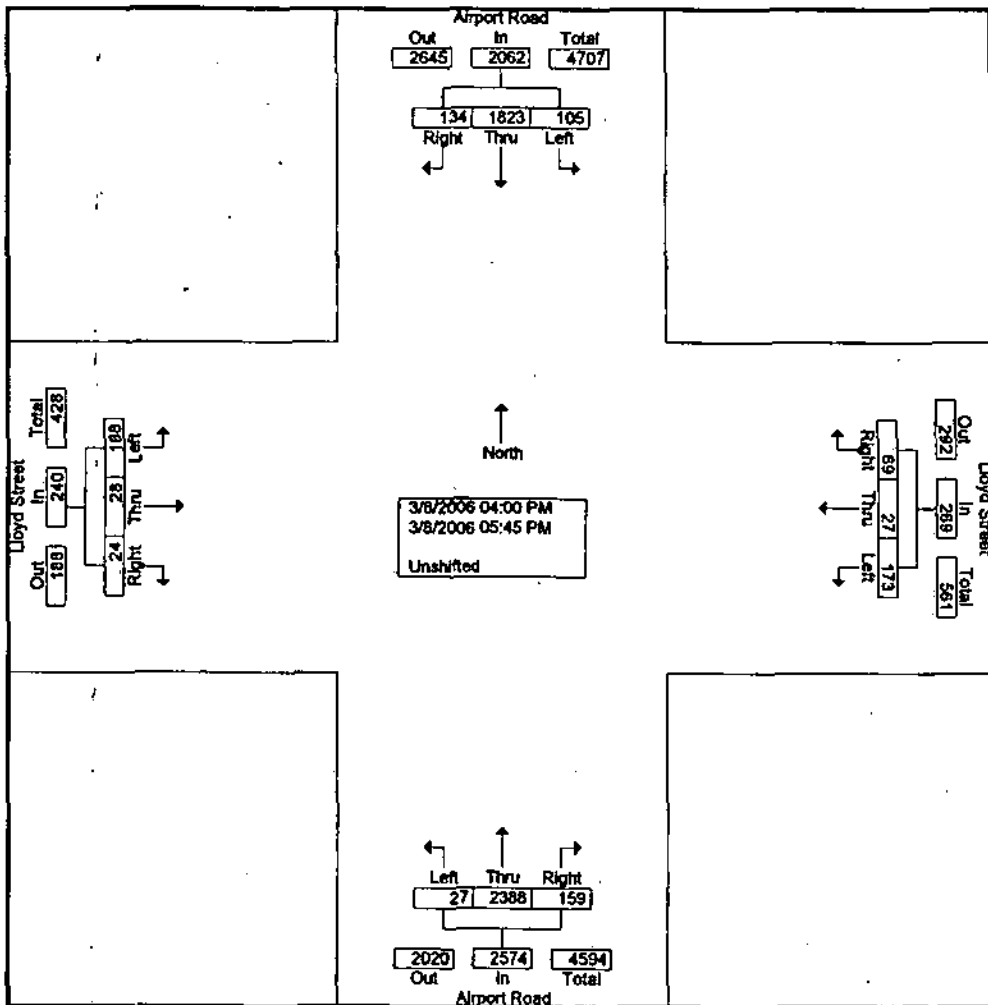 Airport Road
Out In Total
2645 2062 4707
134 1823 105
Right Thru Left
Lloyd Street
Total In Out
428 240 188
188 28 24
Left Thru Right
North
3/8/2006 04:00 PM
3/8/2006 05:45 PM
Unshifted
Right Thru Left
69 27 173
Out In Total
292 269 561
Lloyd Street
Left Thru Right
27 2388 159
2020 2574 4594
Out In Total
Airport Road